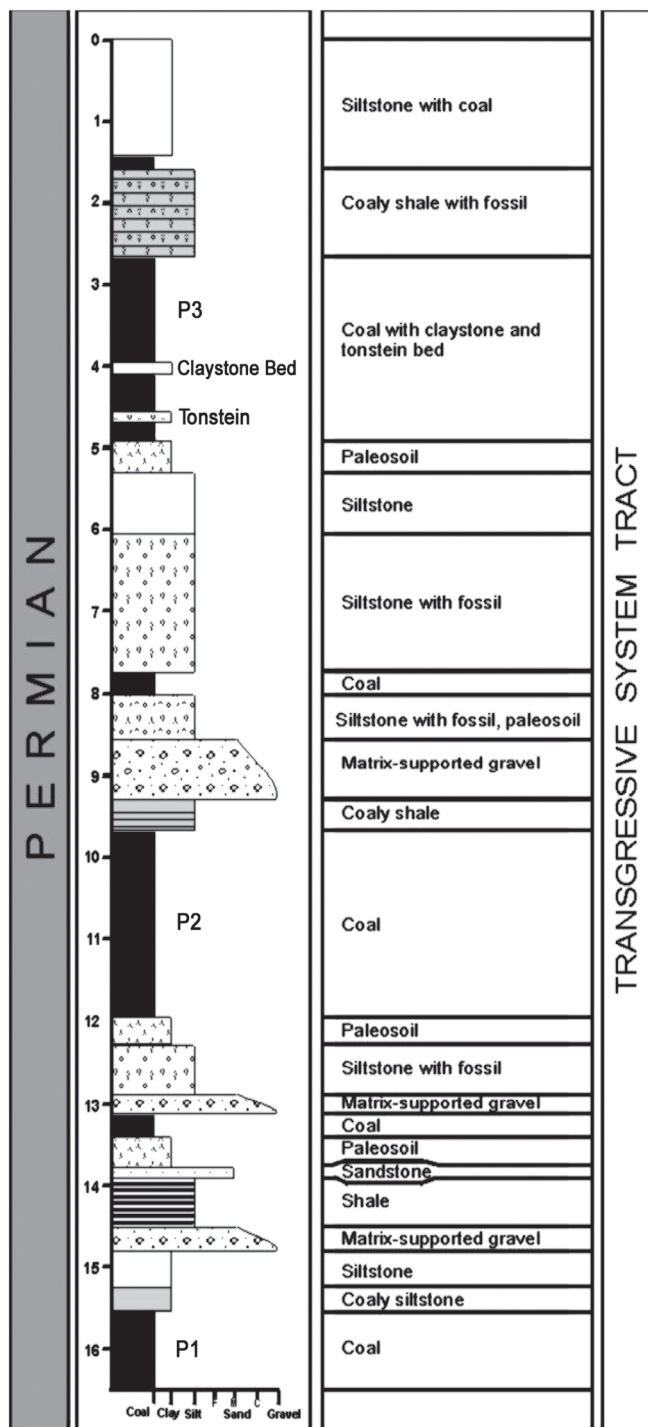 PERMIAN
0
1
2
3
4
5
6
7
8
9
10
11
12
13
14
15
16
P3
Claystone Bed
Tonstein
P2
P1
Coal Clay Silt F M C Gravel
Sand
Siltstone with coal
Coaly shale with fossil
Coal with claystone and
tonstein bed
Paleosoil
Siltstone
Siltstone with fossil
Coal
Siltstone with fossil, paleosoil
Matrix-supported gravel
Coaly shale
Coal
Paleosoil
Siltstone with fossil
Matrix-supported gravel
Coal
Paleosoil
Sandstone
Shale
Matrix-supported gravel
Siltstone
Coaly siltstone
Coal
TRANSGRESSIVE SYSTEM TRACT